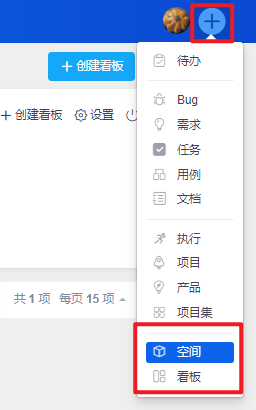 创建看板
待办
创建看板 设置
Bug
需求
任务
用例
文档
执行
项目
产品
项目集
共 1 项 每页 15 项
空间
看板